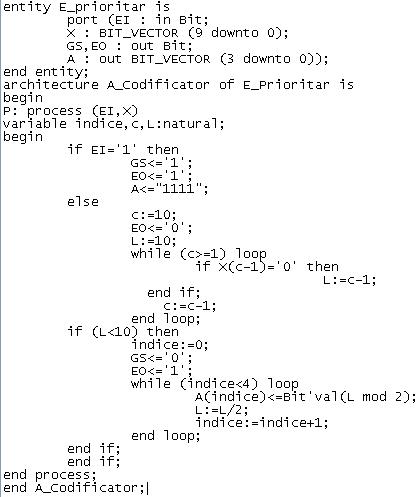 entity E_prioritar is
port (EI : in Bit;
X : BIT_VECTOR (9 downto 0);
GS,EO : out Bit;
A : out BIT_VECTOR (3 downto 0));
end entity;
architecture A_Codificator of E_Prioritar is
begin
P: process (EI,X)
variable indice,c,L:natural;
begin
if EI='1' then
GS<='1';
EO<='1';
A<="1111";
else
c:=10;
EO<='0';
L:=10;
while (c>=1) loop
if X(c-1)='0' then
L:=c-1;
end if;
c:=c-1;
end loop;
if (L<10) then
indice:=0;
GS<='0';
EO<='1';
while (indice<4) loop
A(indice)<=Bit'val(L mod 2);
L:=L/2;
indice:=indice+1;
end loop;
end if;
end if;
end process;
end A_Codificator;